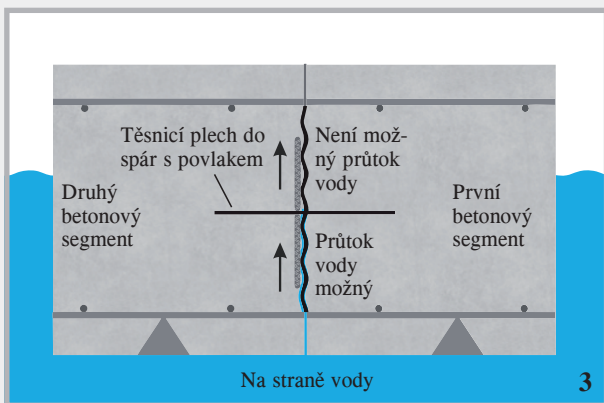 Těsnicí plech do
spár s povlakem
Není mož-
ný průtok
vody
Druhý
betonový
segment
První
betonový
segment
Průtok
vody
možný
Na straně vody
3